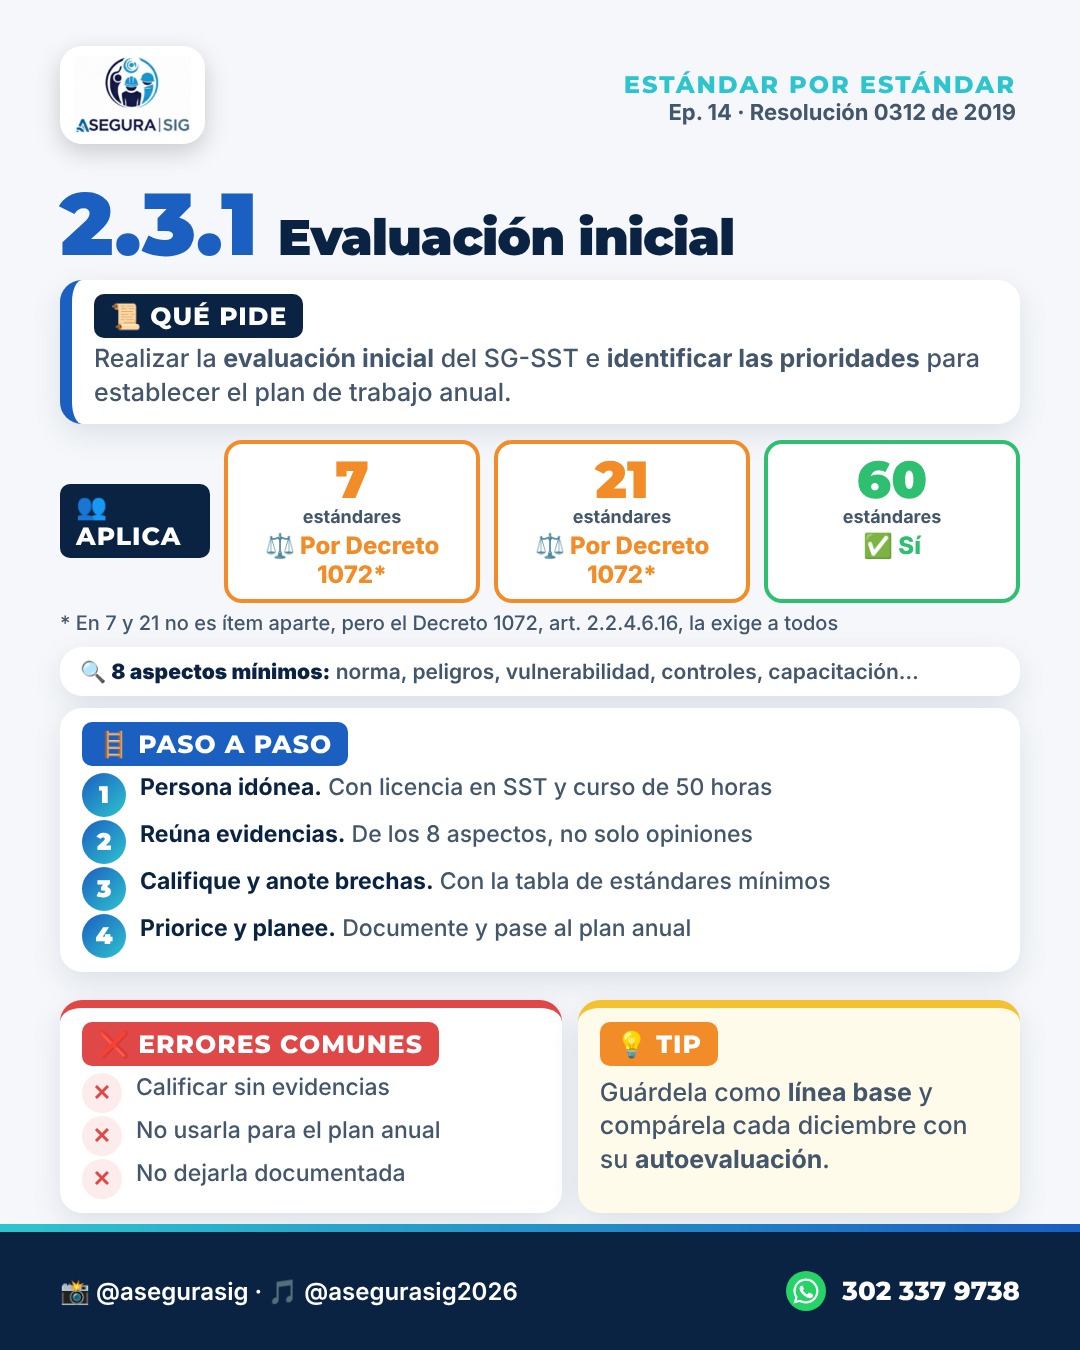 ASEGURA|SIG
ESTÁNDAR POR ESTÁNDAR
Ep. 14 · Resolución 0312 de 2019
2.3.1 Evaluación inicial
📜 QUÉ PIDE
Realizar la evaluación inicial del SG-SST e identificar las prioridades para
establecer el plan de trabajo anual.
👥
APLICA
7
estándares
⚖️ Por Decreto
1072*
21
estándares
⚖️ Por Decreto
1072*
60
estándares
✅ Sí
* En 7 y 21 no es ítem aparte, pero el Decreto 1072, art. 2.2.4.6.16, la exige a todos
🔍 8 aspectos mínimos: norma, peligros, vulnerabilidad, controles, capacitación...
🪜 PASO A PASO
1 Persona idónea. Con licencia en SST y curso de 50 horas
2 Reúna evidencias. De los 8 aspectos, no solo opiniones
3 Califique y anote brechas. Con la tabla de estándares mínimos
4 Priorice y planee. Documente y pase al plan anual
❌ ERRORES COMUNES
✕ Calificar sin evidencias
✕ No usarla para el plan anual
✕ No dejarla documentada
💡 TIP
Guárdela como línea base y
compárela cada diciembre con
su autoevaluación.
📸 @asegurasig · 🎵 @asegurasig2026
302 337 9738